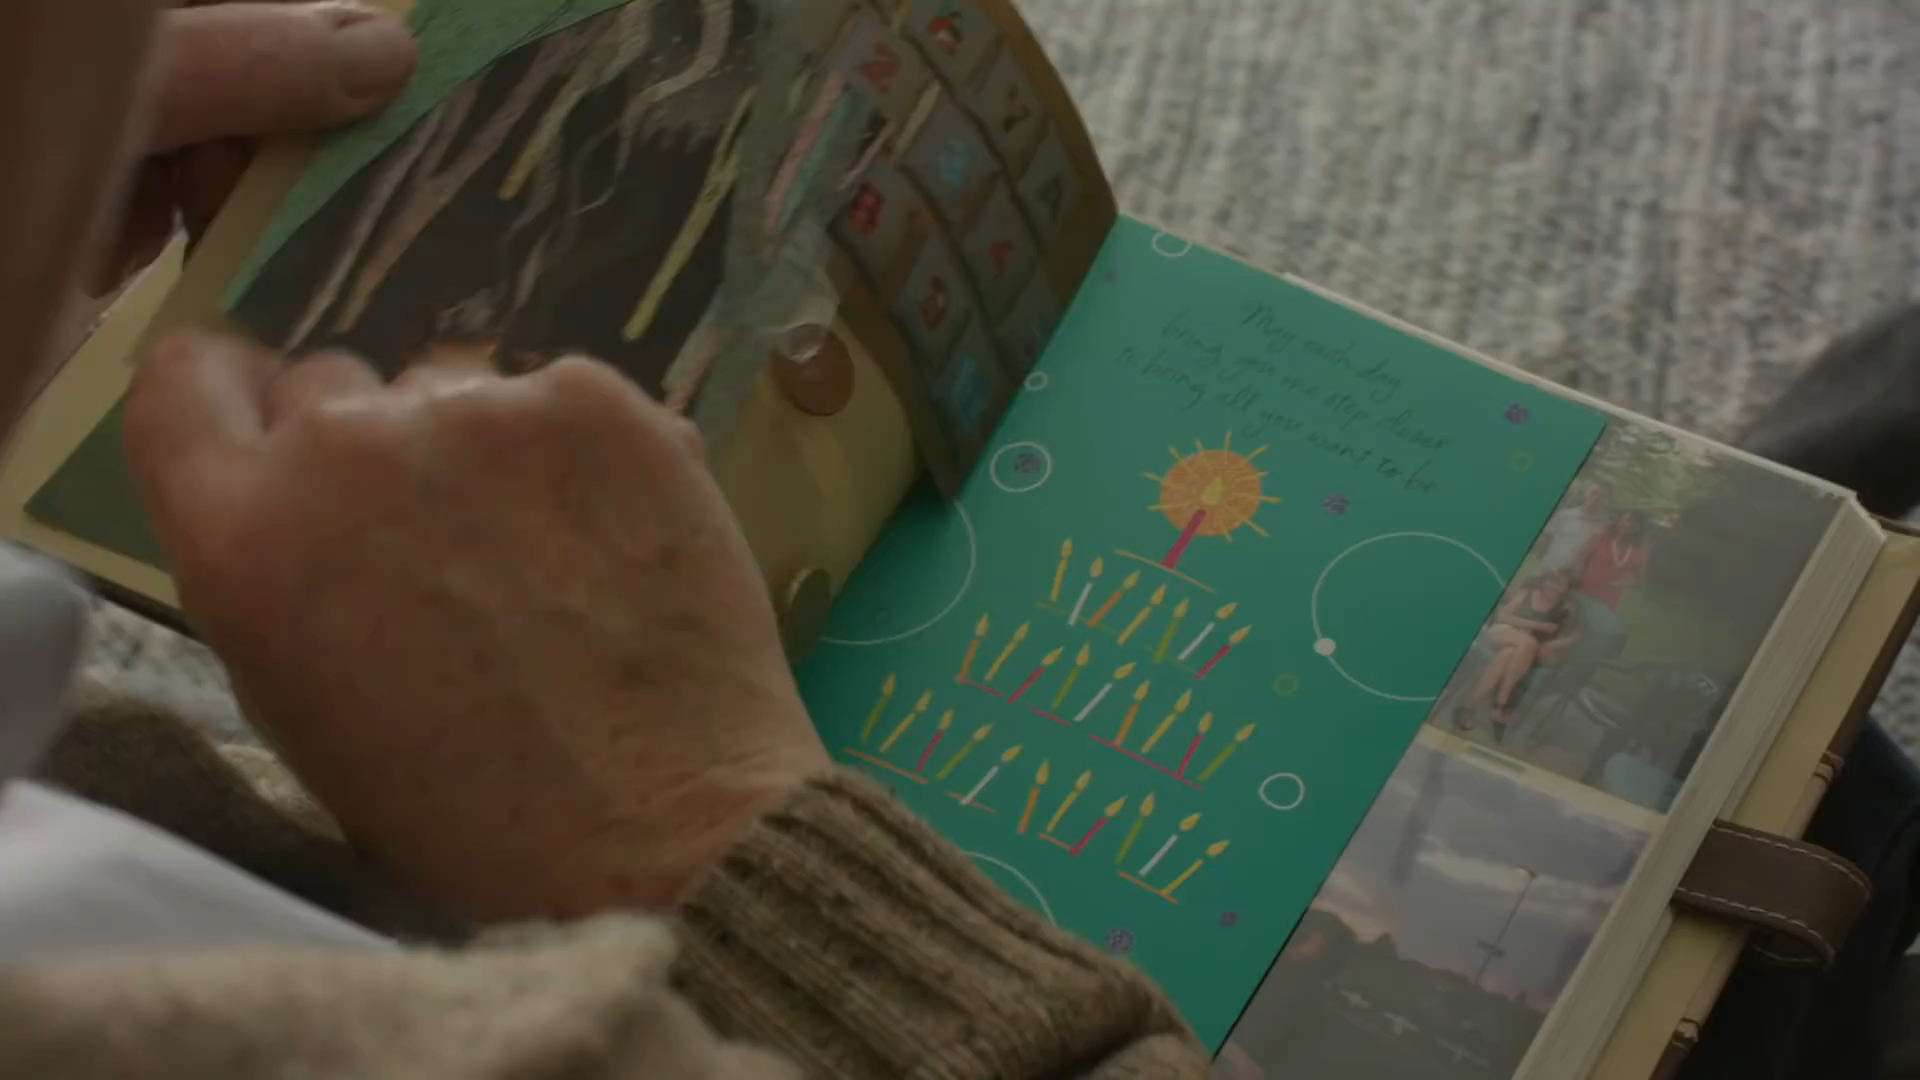 May each day
bring you one step closer
to being all you want to be